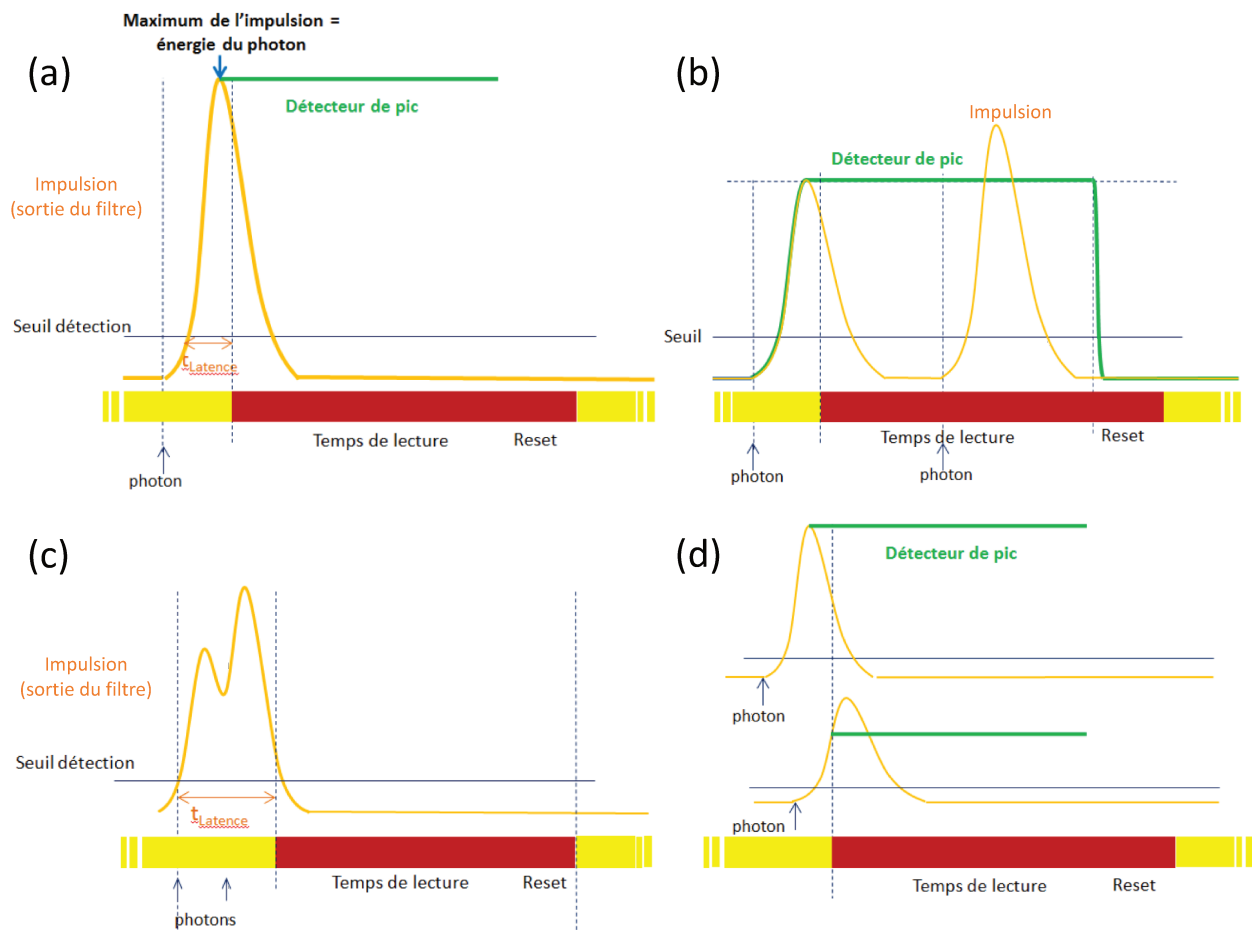 Maximum de l’impulsion =
énergie du photon
(a)
Détecteur de pic
Impulsion
(sortie du filtre)
Seuil détection
tLatence
Temps de lecture Reset
photon
(b)
Impulsion
Détecteur de pic
Seuil
Temps de lecture Reset
photon photon
(c)
Impulsion
(sortie du filtre)
Seuil détection
tLatence
Temps de lecture Reset
photons
(d)
Détecteur de pic
photon
photon
Temps de lecture Reset